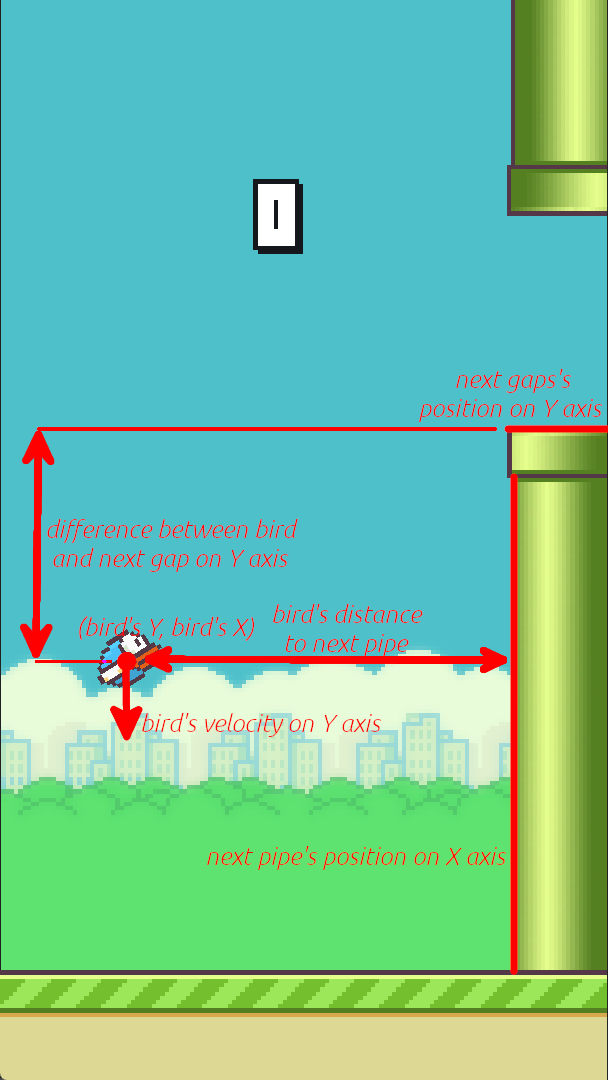 0
next gaps's
position on Y axis
difference between bird
and next gap on Y axis
(bird's Y, bird's X)
bird's distance
to next pipe
bird's velocity on Y axis
next pipe's position on X axis